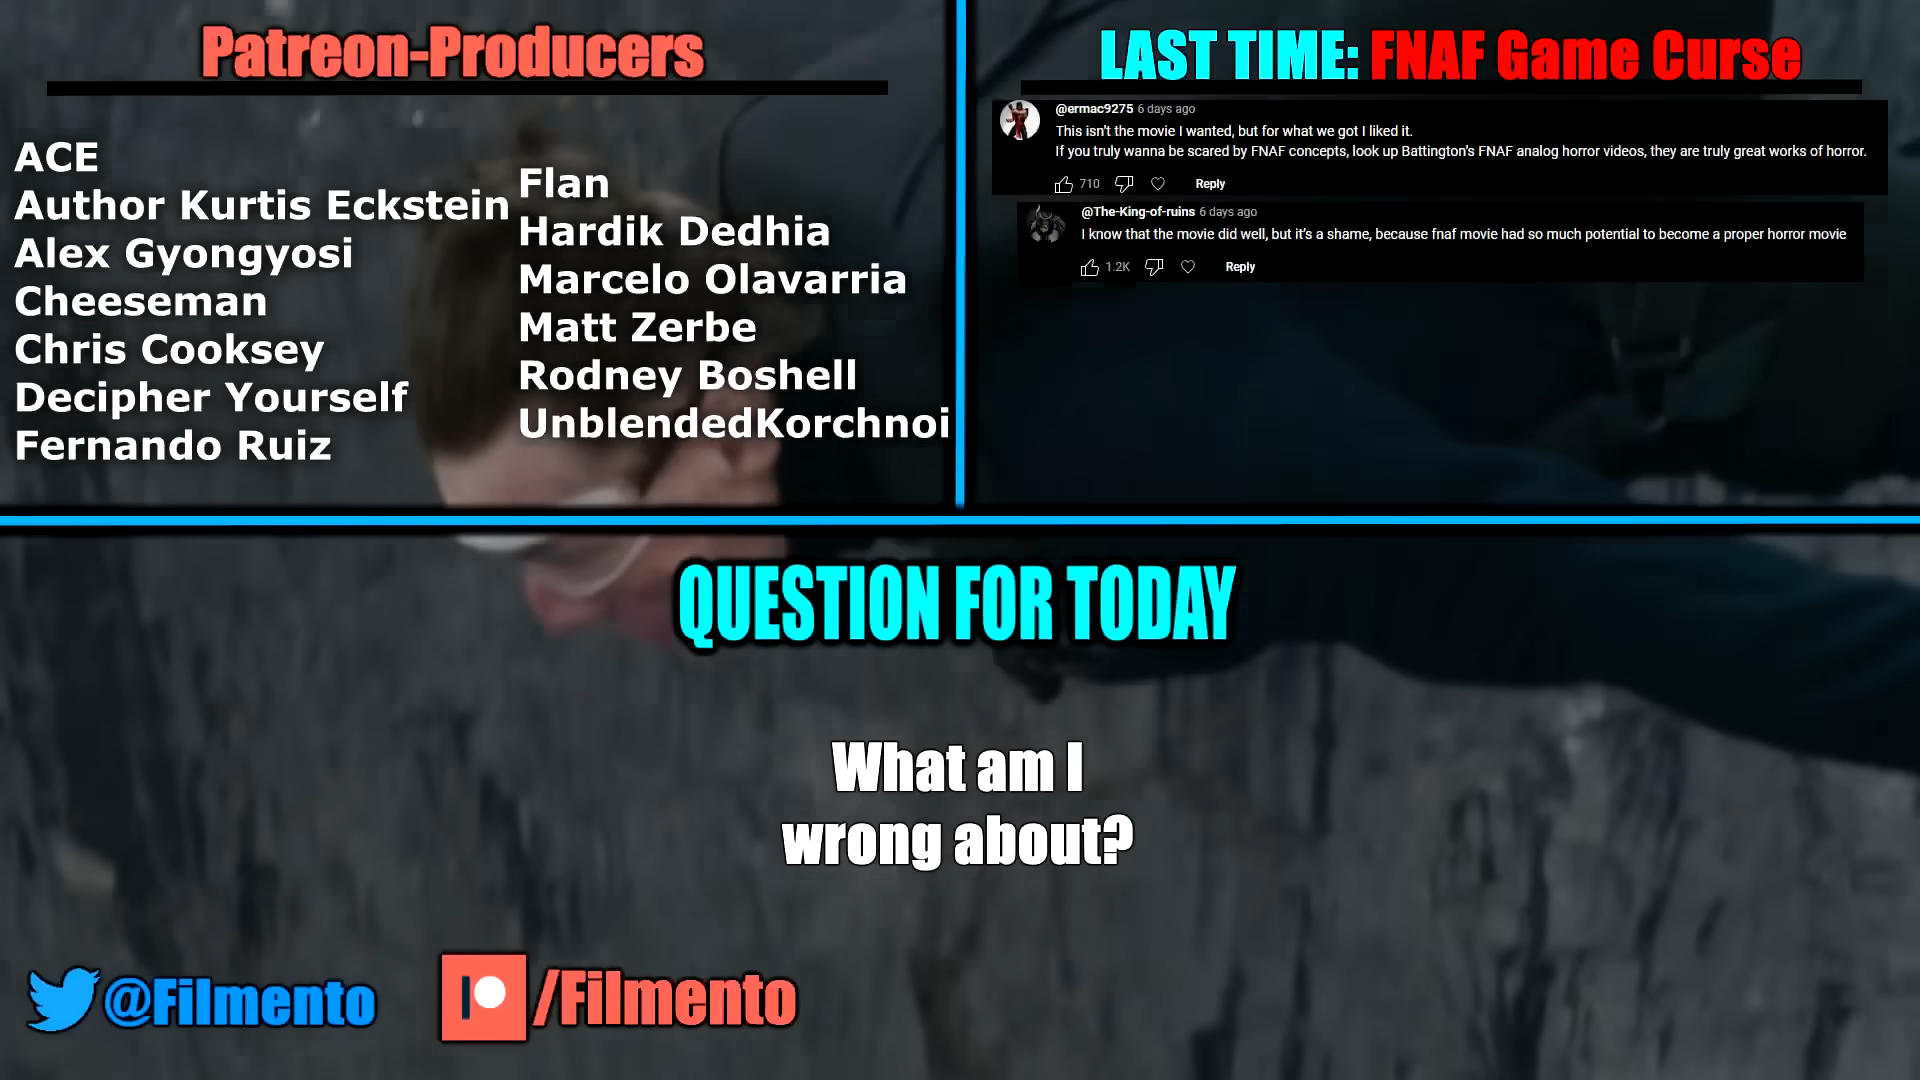 Patreon-Producers
ACE
Author Kurtis Eckstein
Alex Gyongyosi
Cheeseman
Chris Cooksey
Decipher Yourself
Fernando Ruiz
Flan
Hardik Dedhia
Marcelo Olavarria
Matt Zerbe
Rodney Boshell
UnblendedKorchnoi
LAST TIME: FNAF Game Curse
@ermac9275 6 days ago
This isn't the movie I wanted, but for what we got I liked it.
If you truly wanna be scared by FNAF concepts, look up Battington's FNAF analog horror videos, they are truly great works of horror.
710 Reply
@The-King-of-ruins 6 days ago
I know that the movie did well, but it's a shame, because fnaf movie had so much potential to become a proper horror movie
1.2K Reply
QUESTION FOR TODAY
What am I
wrong about?
@Filmento
/Filmento